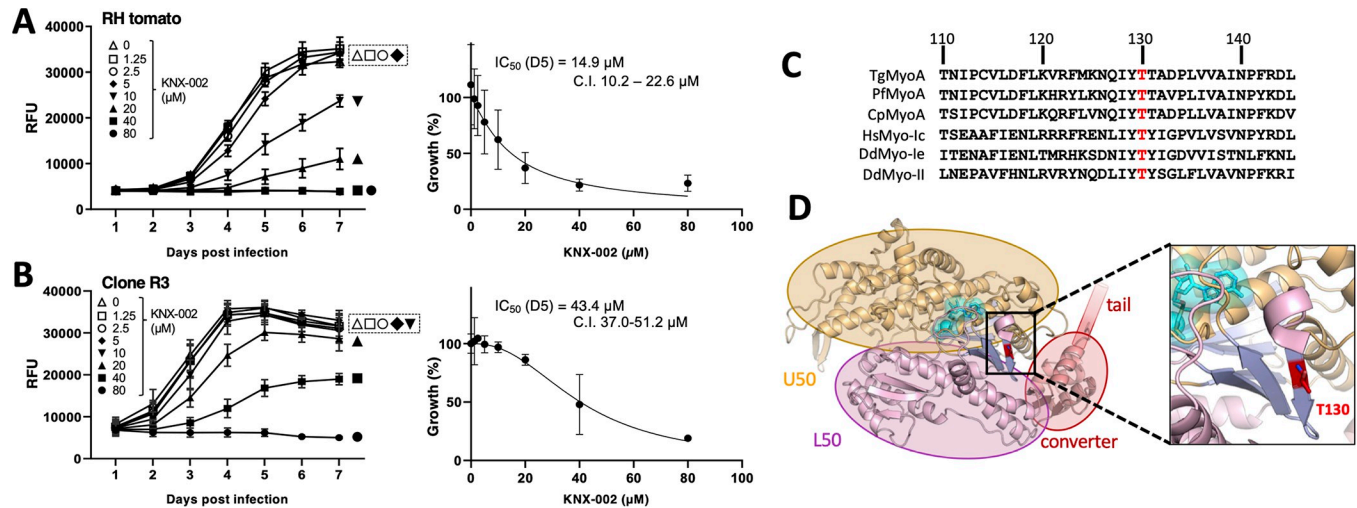 A
RH tomato
40000
30000
20000
10000
0
RFU
0
1.25
2.5
5
10
20
40
80
KNX-002
(µM)
1 2 3 4 5 6 7
Days post infection
IC50 (D5) = 14.9 µM
C.I. 10.2 – 22.6 µM
Growth (%)
100
50
0
0 20 40 60 80 100
KNX-002 (µM)
B
Clone R3
40000
30000
20000
10000
0
RFU
0
1.25
2.5
5
10
20
40
80
KNX-002
(µM)
1 2 3 4 5 6 7
Days post infection
IC50 (D5) = 43.4 µM
C.I. 37.0-51.2 µM
Growth (%)
100
50
0
0 20 40 60 80 100
KNX-002 (µM)
C
110 120 130 140
TgMyoA TNIPCVLDFLKVRFMKNQIYTTADPLVVAINPFRDL
PfMyoA TNIPCVLDFLKHRYLKNQIYTTAVPLIVAINPYKDL
CpMyoA TSIPCVLDFLKQRFLVNQIYTTADPLLVAINPFKDV
HsMyo-Ic TSEAAFIENLRRRFRENLIYTYIGPVLVSVNPYRDL
DdMyo-Ie ITENAFIENLTMRHKSDNIYTYIGDVVISTNLFKNL
DdMyo-II LNEPAVFHNLRVRYNQDLIYTYSGLFLVAVNPFKRI
D
U50
L50
tail
converter
T130